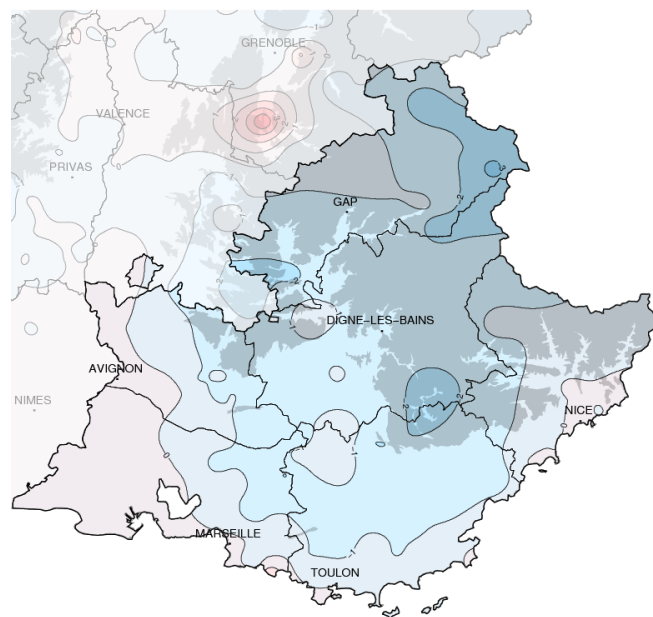 GRENOBLE
VALENCE
PRIVAS
GAP
DIGNE-LES-BAINS
AVIGNON
NIMES
NICE
MARSEILLE
TOULON